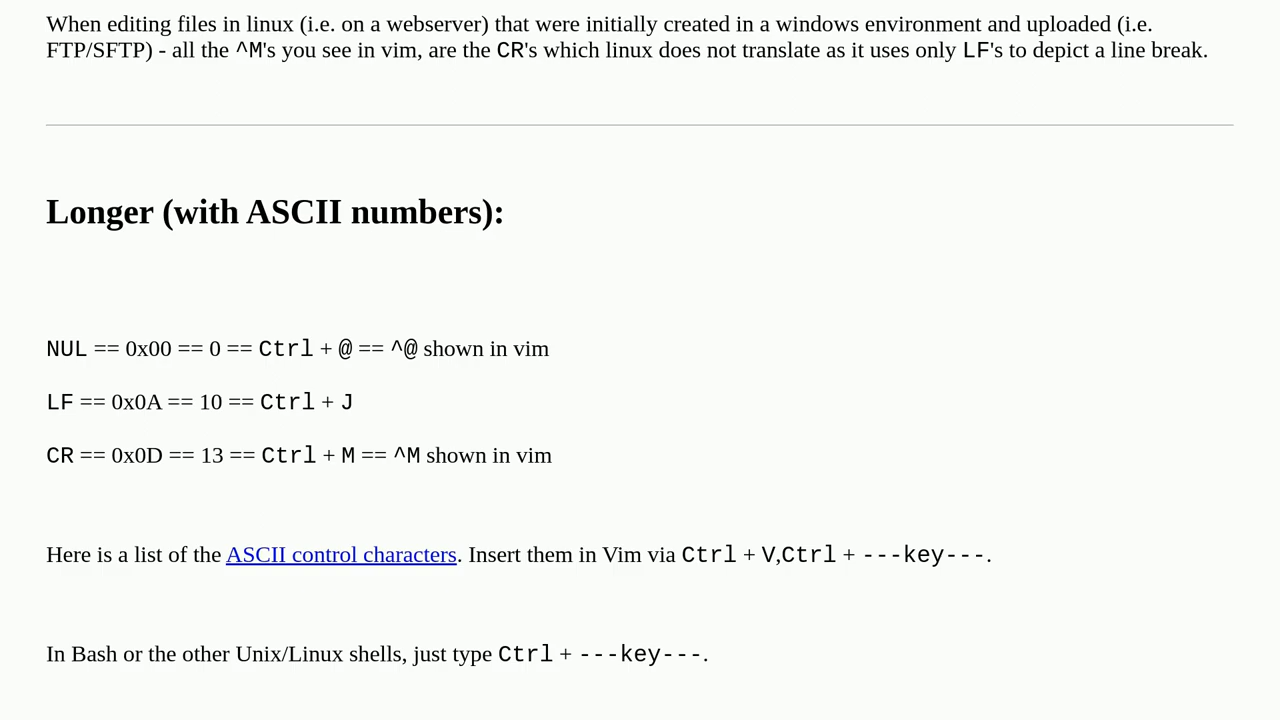 When editing files in linux (i.e. on a webserver) that were initially created in a windows environment and uploaded (i.e.
FTP/SFTP) - all the ^M's you see in vim, are the CR's which linux does not translate as it uses only LF's to depict a line break.
Longer (with ASCII numbers):
NUL == 0x00 == 0 == Ctrl + @ == ^@ shown in vim
LF == 0x0A == 10 == Ctrl + J
CR == 0x0D == 13 == Ctrl + M == ^M shown in vim
Here is a list of the ASCII control characters. Insert them in Vim via Ctrl + V,Ctrl + ---key---.
In Bash or the other Unix/Linux shells, just type Ctrl + ---key---.